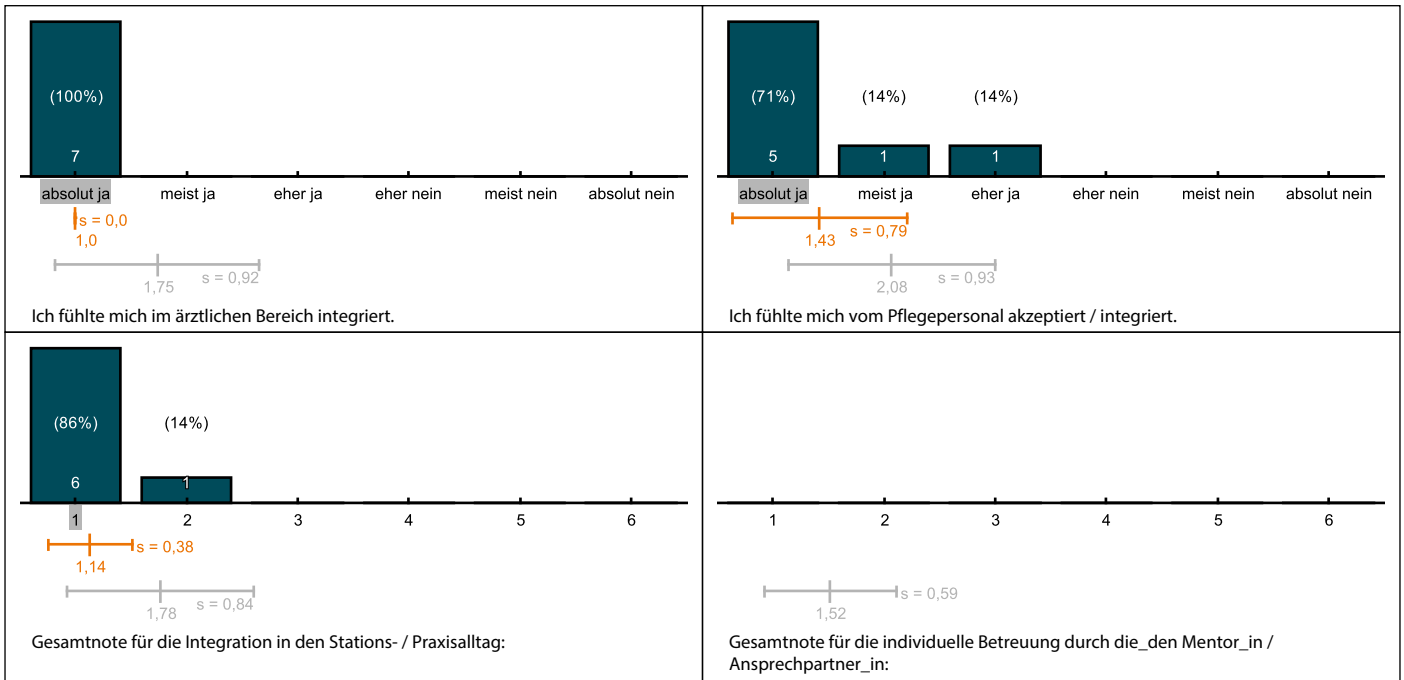 (100%)
7
absolut ja meist ja eher ja eher nein meist nein absolut nein
s = 0,0
1,0
s = 0,92
1,75
Ich fühlte mich im ärztlichen Bereich integriert.
(71%) (14%) (14%)
5 1 1
absolut ja meist ja eher ja eher nein meist nein absolut nein
s = 0,79
1,43
s = 0,93
2,08
Ich fühlte mich vom Pflegepersonal akzeptiert / integriert.
(86%) (14%)
6 1
1 2 3 4 5 6
s = 0,38
1,14
s = 0,84
1,78
Gesamtnote für die Integration in den Stations- / Praxisalltag:
1 2 3 4 5 6
s = 0,59
1,52
Gesamtnote für die individuelle Betreuung durch die_den Mentor_in /
Ansprechpartner_in: